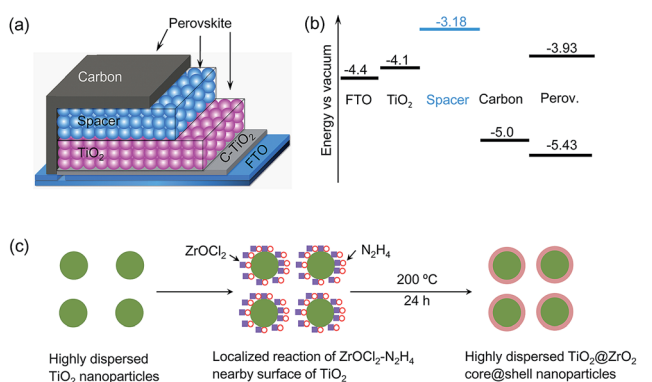 (a)
Perovskite
Carbon
Spacer
TiO₂
C-TiO₂
FTO
(b)
Energy vs vacuum
−3.18
−4.4
−4.1
−3.93
FTO
TiO₂
Spacer
Carbon
Perov.
−5.0
−5.43
(c)
ZrOCl₂
N₂H₄
200 ºC
24 h
Highly dispersed
TiO₂ nanoparticles
Localized reaction of ZrOCl₂-N₂H₄
nearby surface of TiO₂
Highly dispersed TiO₂@ZrO₂
core@shell nanoparticles